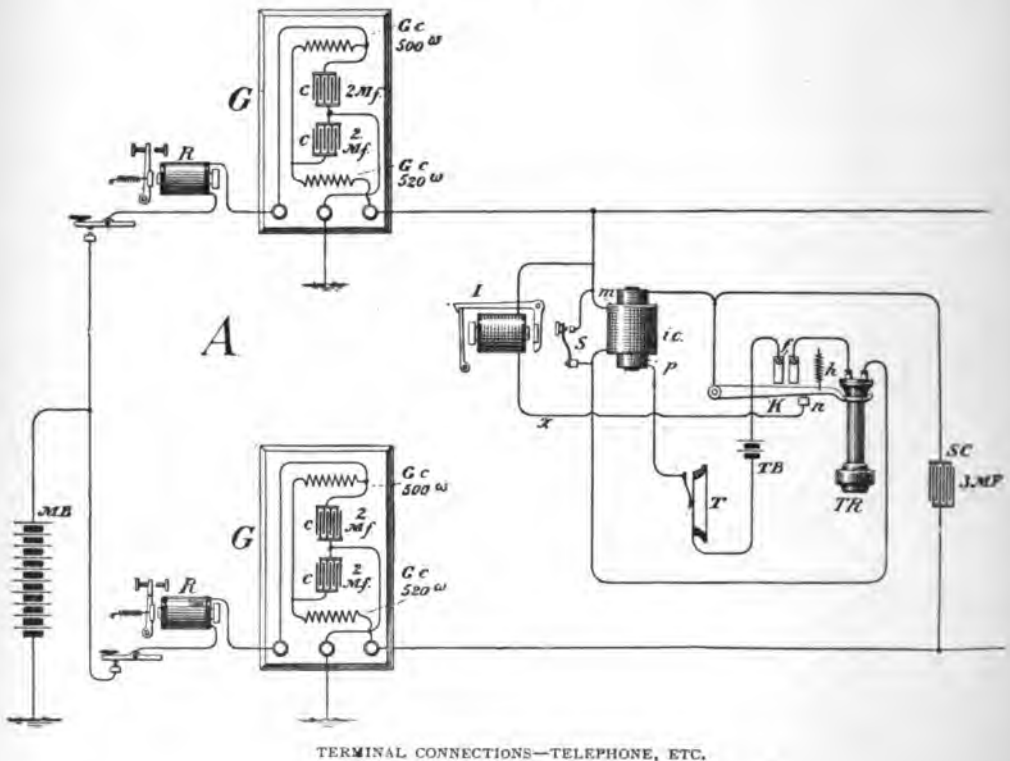 G c
500 ω
G
C
2 Mf.
C
2
Mf.
G c
520 ω
R
A
I
m
S
i.c.
p
f
h
K
n
x
TB
T
TR
SC
3.MF.
MB
G c
500 ω
G
C
2
Mf
C
2
Mf.
G c
520 ω
R
TERMINAL CONNECTIONS—TELEPHONE, ETC.